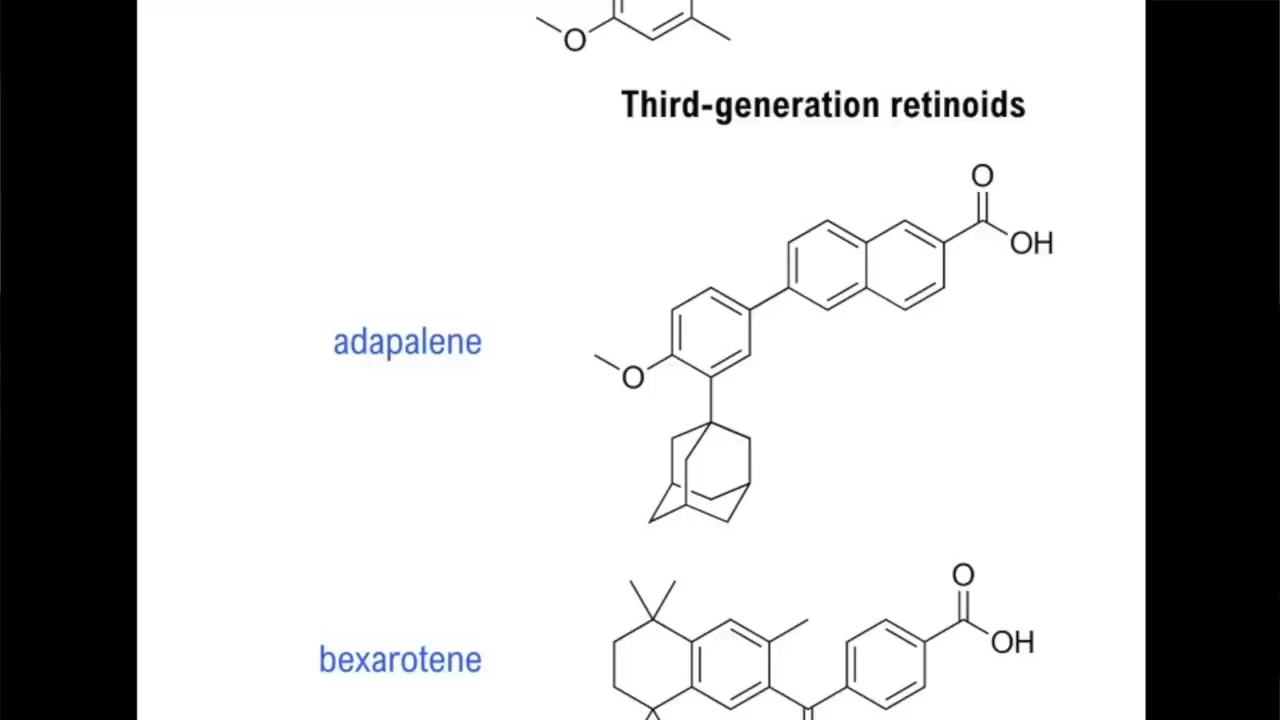 O
Third-generation retinoids
O
OH
adapalene
O
O
OH
bexarotene